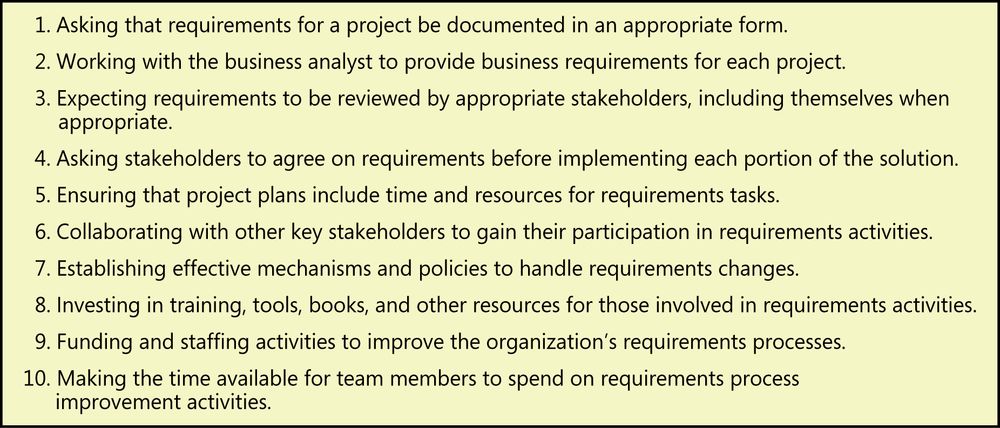 1. Asking that requirements for a project be documented in an appropriate form.
2. Working with the business analyst to provide business requirements for each project.
3. Expecting requirements to be reviewed by appropriate stakeholders, including themselves when
appropriate.
4. Asking stakeholders to agree on requirements before implementing each portion of the solution.
5. Ensuring that project plans include time and resources for requirements tasks.
6. Collaborating with other key stakeholders to gain their participation in requirements activities.
7. Establishing effective mechanisms and policies to handle requirements changes.
8. Investing in training, tools, books, and other resources for those involved in requirements activities.
9. Funding and staffing activities to improve the organization’s requirements processes.
10. Making the time available for team members to spend on requirements process
improvement activities.